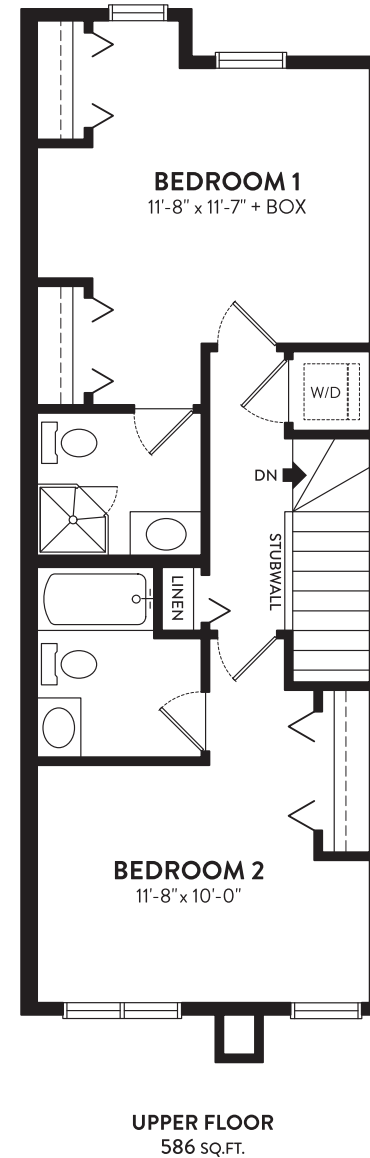 BEDROOM 1
11'-8" x 11'-7" + BOX
W/D
DN
STUBWALL
LINEN
BEDROOM 2
11'-8" x 10'-0"
UPPER FLOOR
586 SQ.FT.